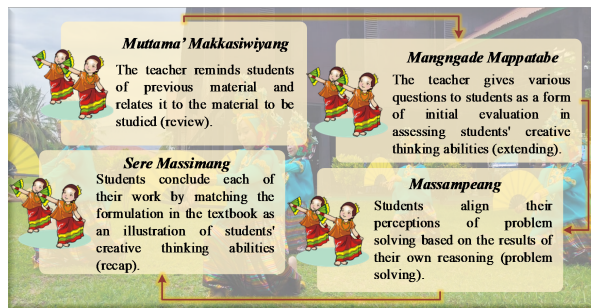 Muttama’ Makkasiwiyang
The teacher reminds students
of previous material and
relates it to the material to be
studied (review).
Mangngade Mappatabe
The teacher gives various
questions to students as a form
of initial evaluation in
assessing students' creative
thinking abilities (extending).
Massampeang
Students align their
perceptions of problem
solving based on the results of
their own reasoning (problem
solving).
Sere Massimang
Students conclude each of
their work by matching the
formulation in the textbook as
an illustration of students'
creative thinking abilities
(recap).